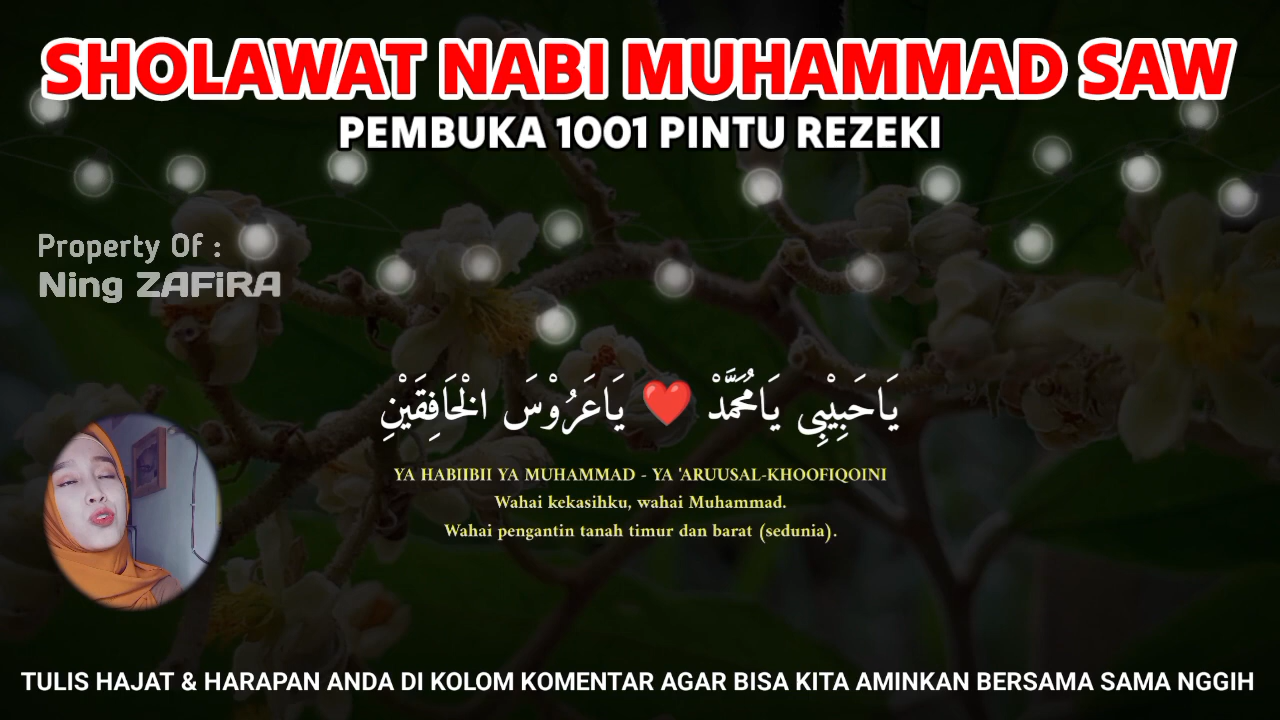 SHOLAWAT NABI MUHAMMAD SAW
PEMBUKA 1001 PINTU REZEKI
Property Of :
Ning ZAFiRA
يَاحَبِيْبِى يَامُحَمَّدْ ❤️ يَاعَرُوْسَ الْخَافِقَيْنِ
YA HABIIBII YA MUHAMMAD - YA 'ARUUSAL-KHOOFIQOINI
Wahai kekasihku, wahai Muhammad.
Wahai pengantin tanah timur dan barat (sedunia).
TULIS HAJAT & HARAPAN ANDA DI KOLOM KOMENTAR AGAR BISA KITA AMINKAN BERSAMA SAMA NGGIH